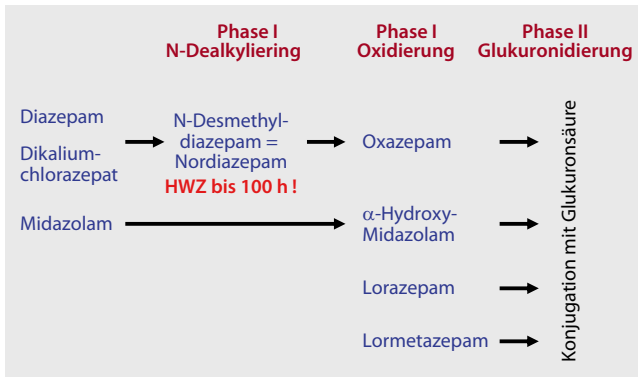 Phase I
N-Dealkyliering
Phase I
Oxidierung
Phase II
Glukuronidierung
Diazepam
Dikalium-
chlorazepat
N-Desmethyl-
diazepam =
Nordiazepam
HWZ bis 100 h !
Oxazepam
Midazolam
α-Hydroxy-
Midazolam
Lorazepam
Lormetazepam
Konjugation mit Glukuronsäure